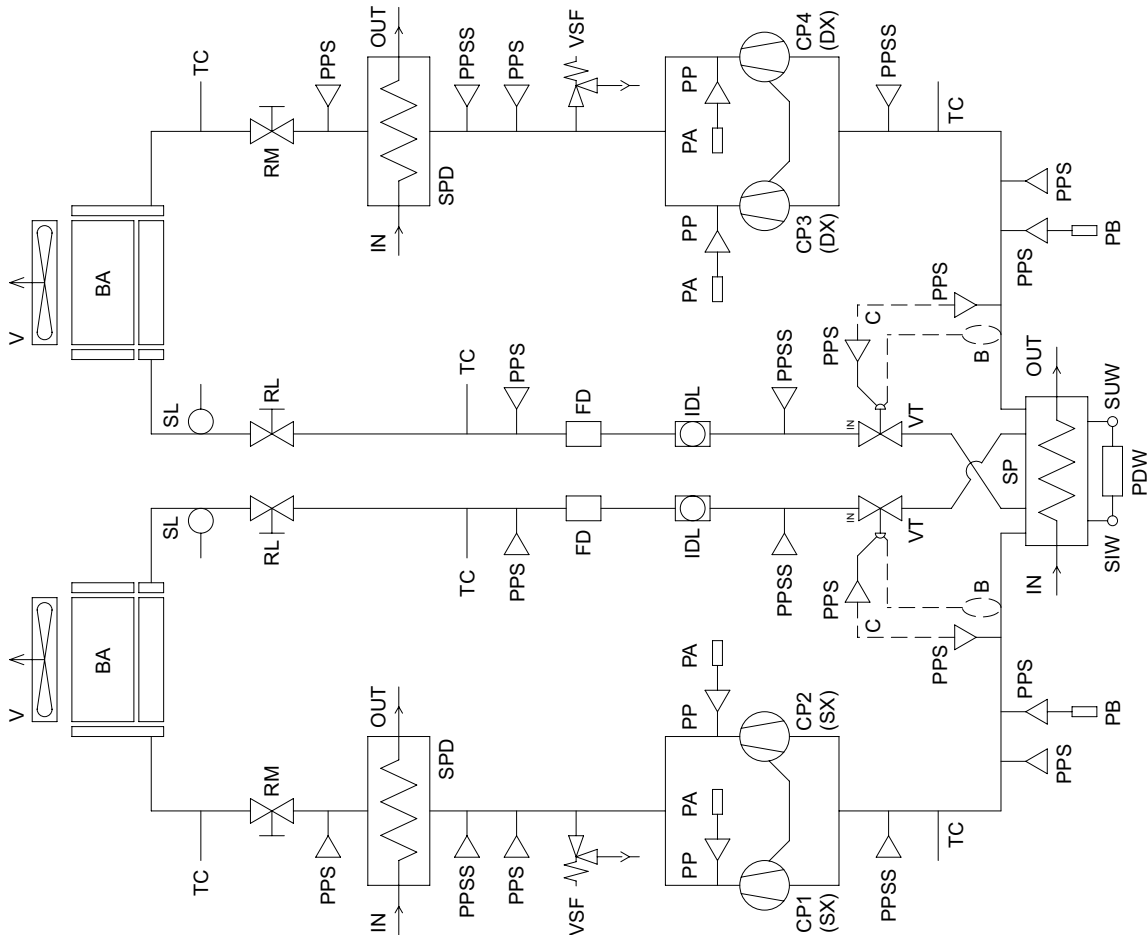 V
V
BA
BA
SL
SL
TC
TC
RM
RL
RL
RM
PPS
PPS
IN
OUT
IN
OUT
SPD
SPD
PPSS
TC
TC
PPSS
PPS
PPS
PPS
PPS
VSF
FD
FD
VSF
PP
PA
PP
PA
IDL
IDL
PA
PP
PA
PP
PPSS
PPSS
CP1
(SX)
CP2
(SX)
CP3
(DX)
CP4
(DX)
PPS
PPS
IN
IN
C
C
PPSS
PPSS
VT
VT
PPS
PPS
TC
TC
B
B
SP
PPS
PPS
IN
OUT
PPS
PPS
PB
SIW
PDW
SUW
PB